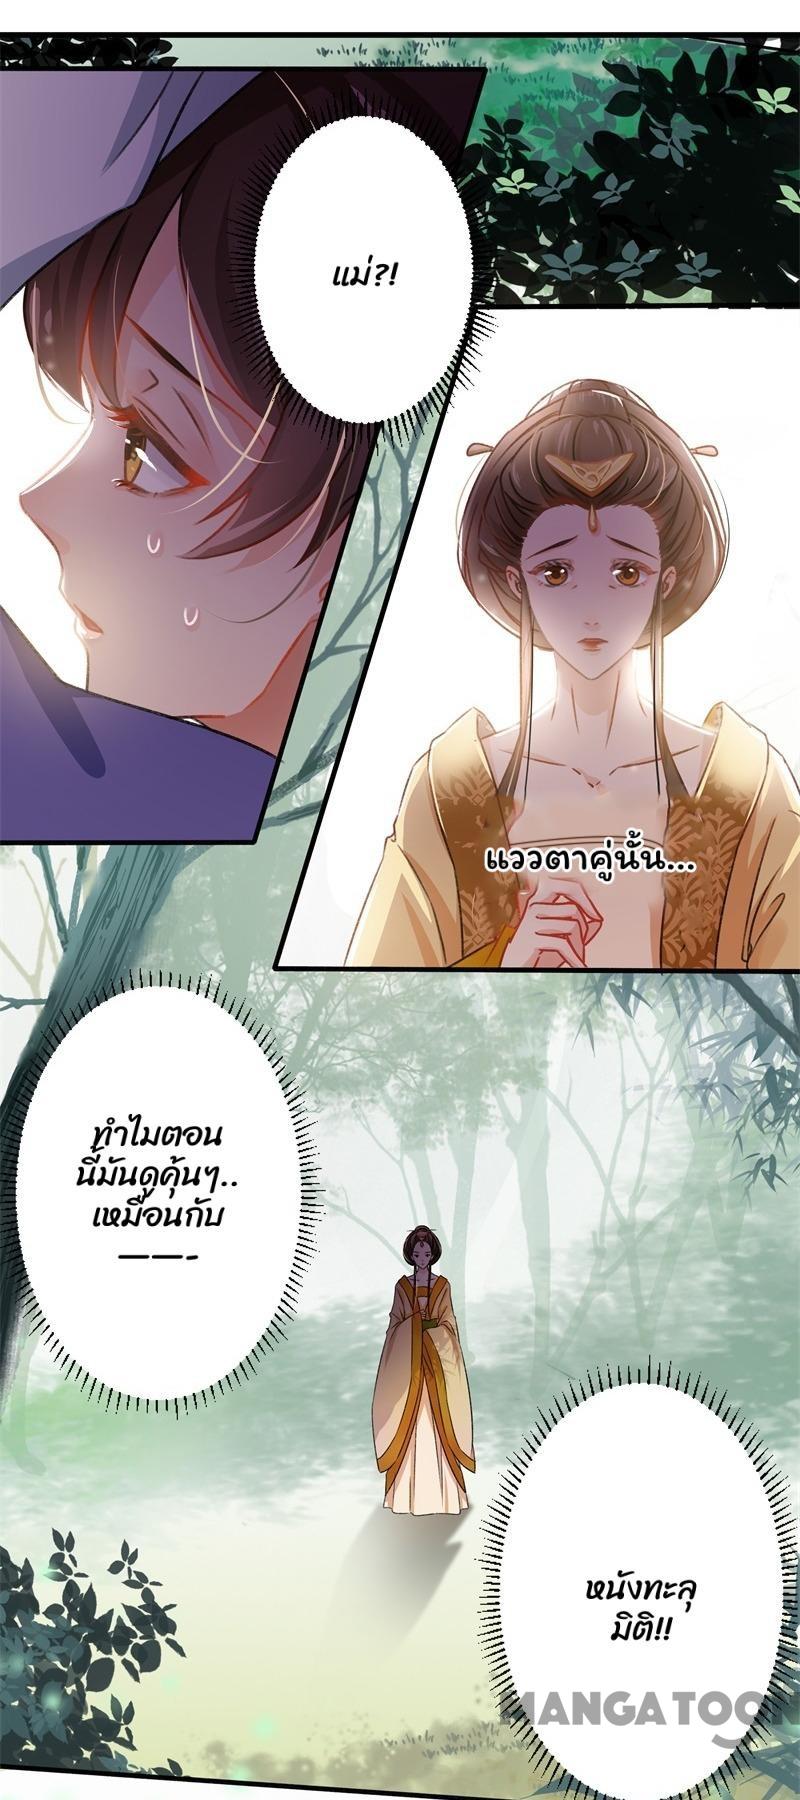 แม่?!
แววตาคู่นั้น...
ทำไมตอน
นี้มันดูคุ้นๆ..
เหมือนกับ
———-
หนังทะลุ
มิติ!!
MANGATOON